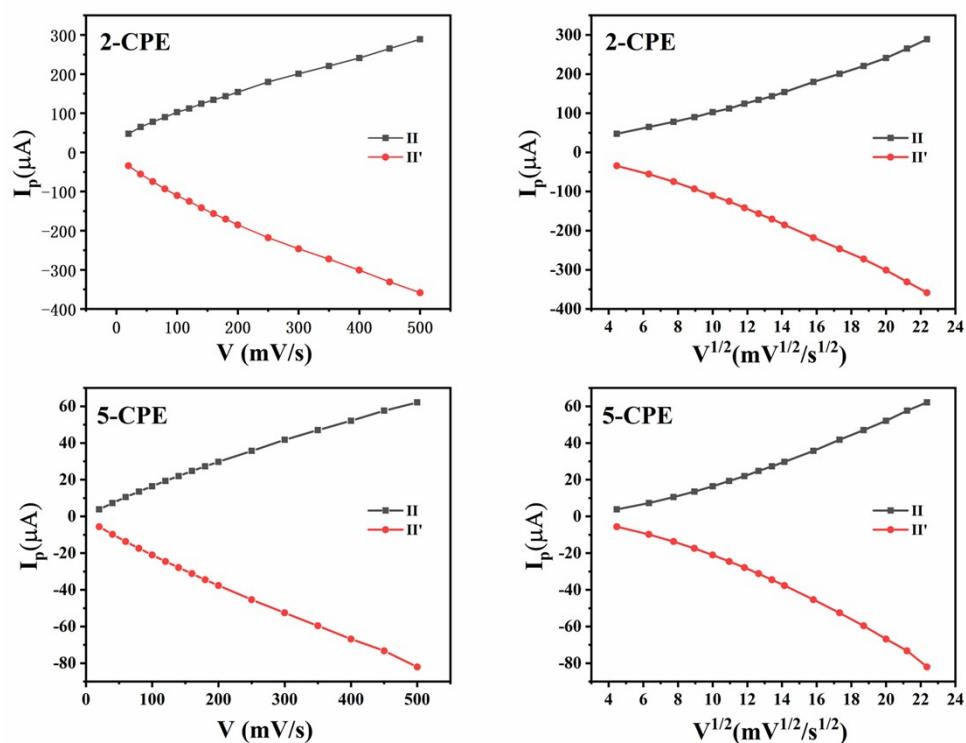 2-CPE
300
200
100
0
-100
-200
-300
-400
Ip(μA)
II
II'
0 100 200 300 400 500
V (mV/s)
2-CPE
300
200
100
0
-100
-200
-300
-400
Ip(μA)
II
II'
4 6 8 10 12 14 16 18 20 22 24
V1/2(mV1/2/s1/2)
5-CPE
60
40
20
0
-20
-40
-60
-80
Ip(μA)
II
II'
0 100 200 300 400 500
V (mV/s)
5-CPE
60
40
20
0
-20
-40
-60
-80
Ip(μA)
II
II'
4 6 8 10 12 14 16 18 20 22 24
V1/2(mV1/2/s1/2)